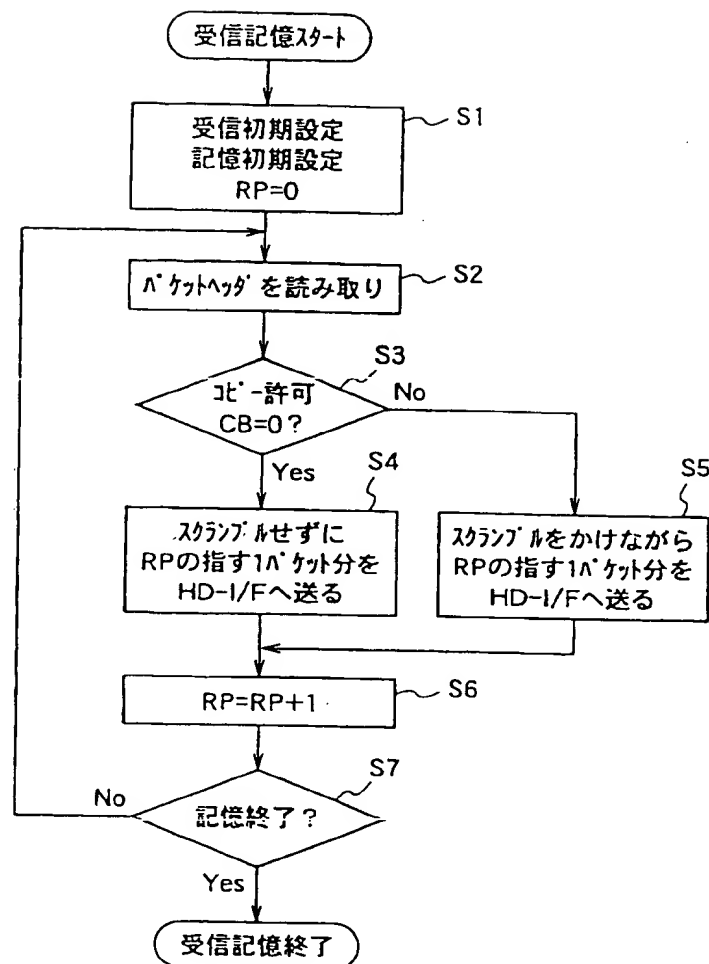 受信記憶スタート
S1
受信初期設定
記憶初期設定
RP=0
パケットヘッダを読み取り
S2
S3
コピー許可
CB=0?
No
Yes
S4
スクランブルせずに
RPの指す1パケット分を
HD-I/Fへ送る
S5
スクランブルをかけながら
RPの指す1パケット分を
HD-I/Fへ送る
RP=RP+1
S6
S7
記憶終了?
No
Yes
受信記憶終了